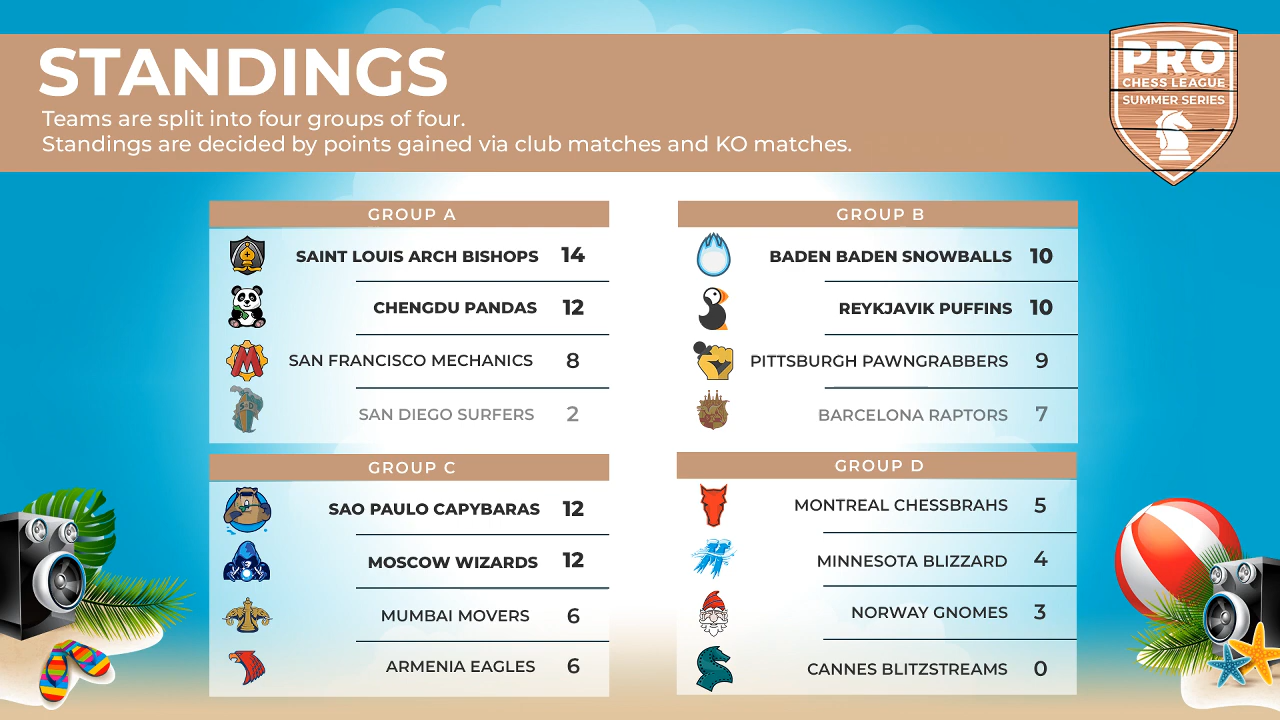 STANDINGS
Teams are split into four groups of four.
Standings are decided by points gained via club matches and KO matches.
PRO
CHESS LEAGUE
SUMMER SERIES
GROUP A
SAINT LOUIS ARCH BISHOPS 14
CHENGDU PANDAS 12
SAN FRANCISCO MECHANICS 8
SAN DIEGO SURFERS 2
GROUP B
BADEN BADEN SNOWBALLS 10
REYKJAVIK PUFFINS 10
PITTSBURGH PAWNGRABBERS 9
BARCELONA RAPTORS 7
GROUP C
SAO PAULO CAPYBARAS 12
MOSCOW WIZARDS 12
MUMBAI MOVERS 6
ARMENIA EAGLES 6
GROUP D
MONTREAL CHESSBRAHS 5
MINNESOTA BLIZZARD 4
NORWAY GNOMES 3
CANNES BLITZSTREAMS 0